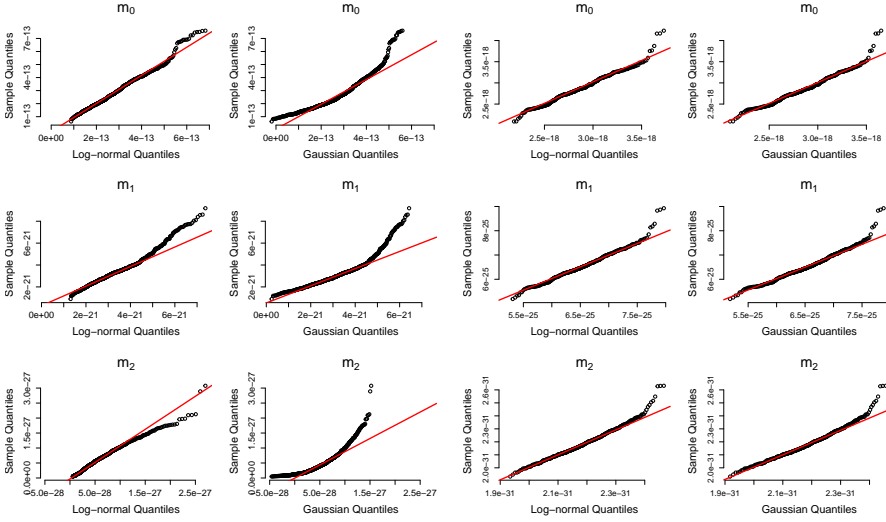 m0
Sample Quantiles
1e−13 4e−13 7e−13
0e+00 2e−13 4e−13 6e−13
Log−normal Quantiles
m0
Sample Quantiles
1e−13 4e−13 7e−13
0e+00 2e−13 4e−13 6e−13
Gaussian Quantiles
m0
Sample Quantiles
2.5e−18 3.5e−18
2.5e−18 3.0e−18 3.5e−18
Log−normal Quantiles
m0
Sample Quantiles
2.5e−18 3.5e−18
2.5e−18 3.0e−18 3.5e−18
Gaussian Quantiles
m1
Sample Quantiles
2e−21 6e−21
0e+00 2e−21 4e−21 6e−21
Log−normal Quantiles
m1
Sample Quantiles
2e−21 6e−21
0e+00 2e−21 4e−21 6e−21
Gaussian Quantiles
m1
Sample Quantiles
6e−25 8e−25
5.5e−25 6.5e−25 7.5e−25
Log−normal Quantiles
m1
Sample Quantiles
6e−25 8e−25
5.5e−25 6.5e−25 7.5e−25
Gaussian Quantiles
m2
Sample Quantiles
0.0e+00 1.5e−27 3.0e−27
−5.0e−28 5.0e−28 1.5e−27 2.5e−27
Log−normal Quantiles
m2
Sample Quantiles
0.0e+00 1.5e−27 3.0e−27
−5.0e−28 5.0e−28 1.5e−27 2.5e−27
Gaussian Quantiles
m2
Sample Quantiles
2.0e−31 2.3e−31 2.6e−31
1.9e−31 2.1e−31 2.3e−31
Log−normal Quantiles
m2
Sample Quantiles
2.0e−31 2.3e−31 2.6e−31
1.9e−31 2.1e−31 2.3e−31
Gaussian Quantiles